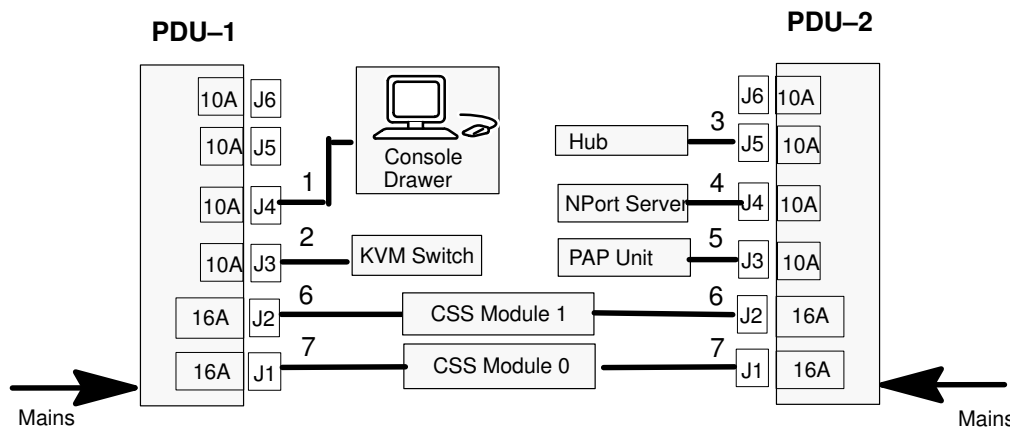 PDU–1
PDU–2
10A J6
J6 10A
10A J5
Console
Drawer
Hub
3
J5 10A
1
10A J4
NPort Server
4
J4 10A
2
10A J3
KVM Switch
PAP Unit
5
J3 10A
6
16A J2
CSS Module 1
6
J2 16A
7
16A J1
CSS Module 0
7
J1 16A
Mains
Mains